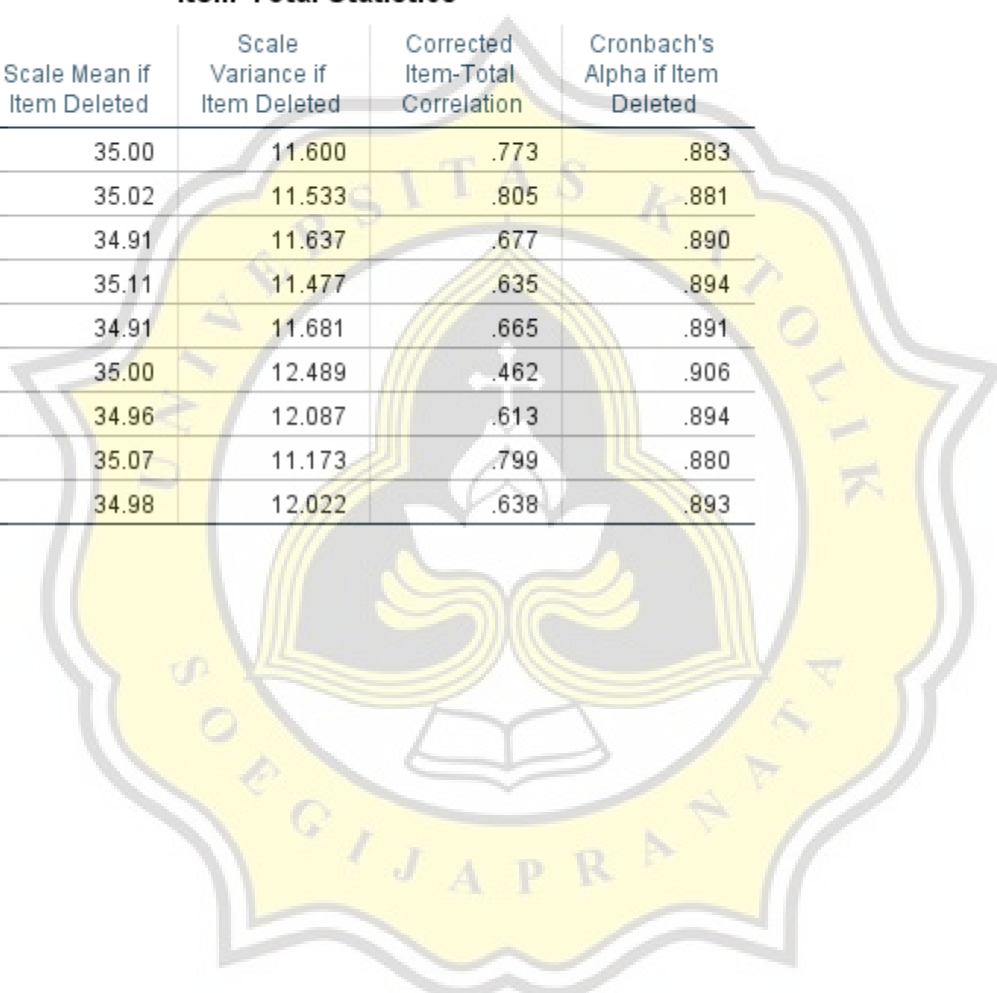 Item-Total Statistics
Scale Mean if Item Deleted Scale Variance if Item Deleted Corrected Item-Total Correlation Cronbach's Alpha if Item Deleted
35.00 11.600 .773 .883
35.02 11.533 .805 .881
34.91 11.637 .677 .890
35.11 11.477 .635 .894
34.91 11.681 .665 .891
35.00 12.489 .462 .906
34.96 12.087 .613 .894
35.07 11.173 .799 .880
34.98 12.022 .638 .893
UNIVERSITAS KATOLIK
SOEGIJAPRANATA